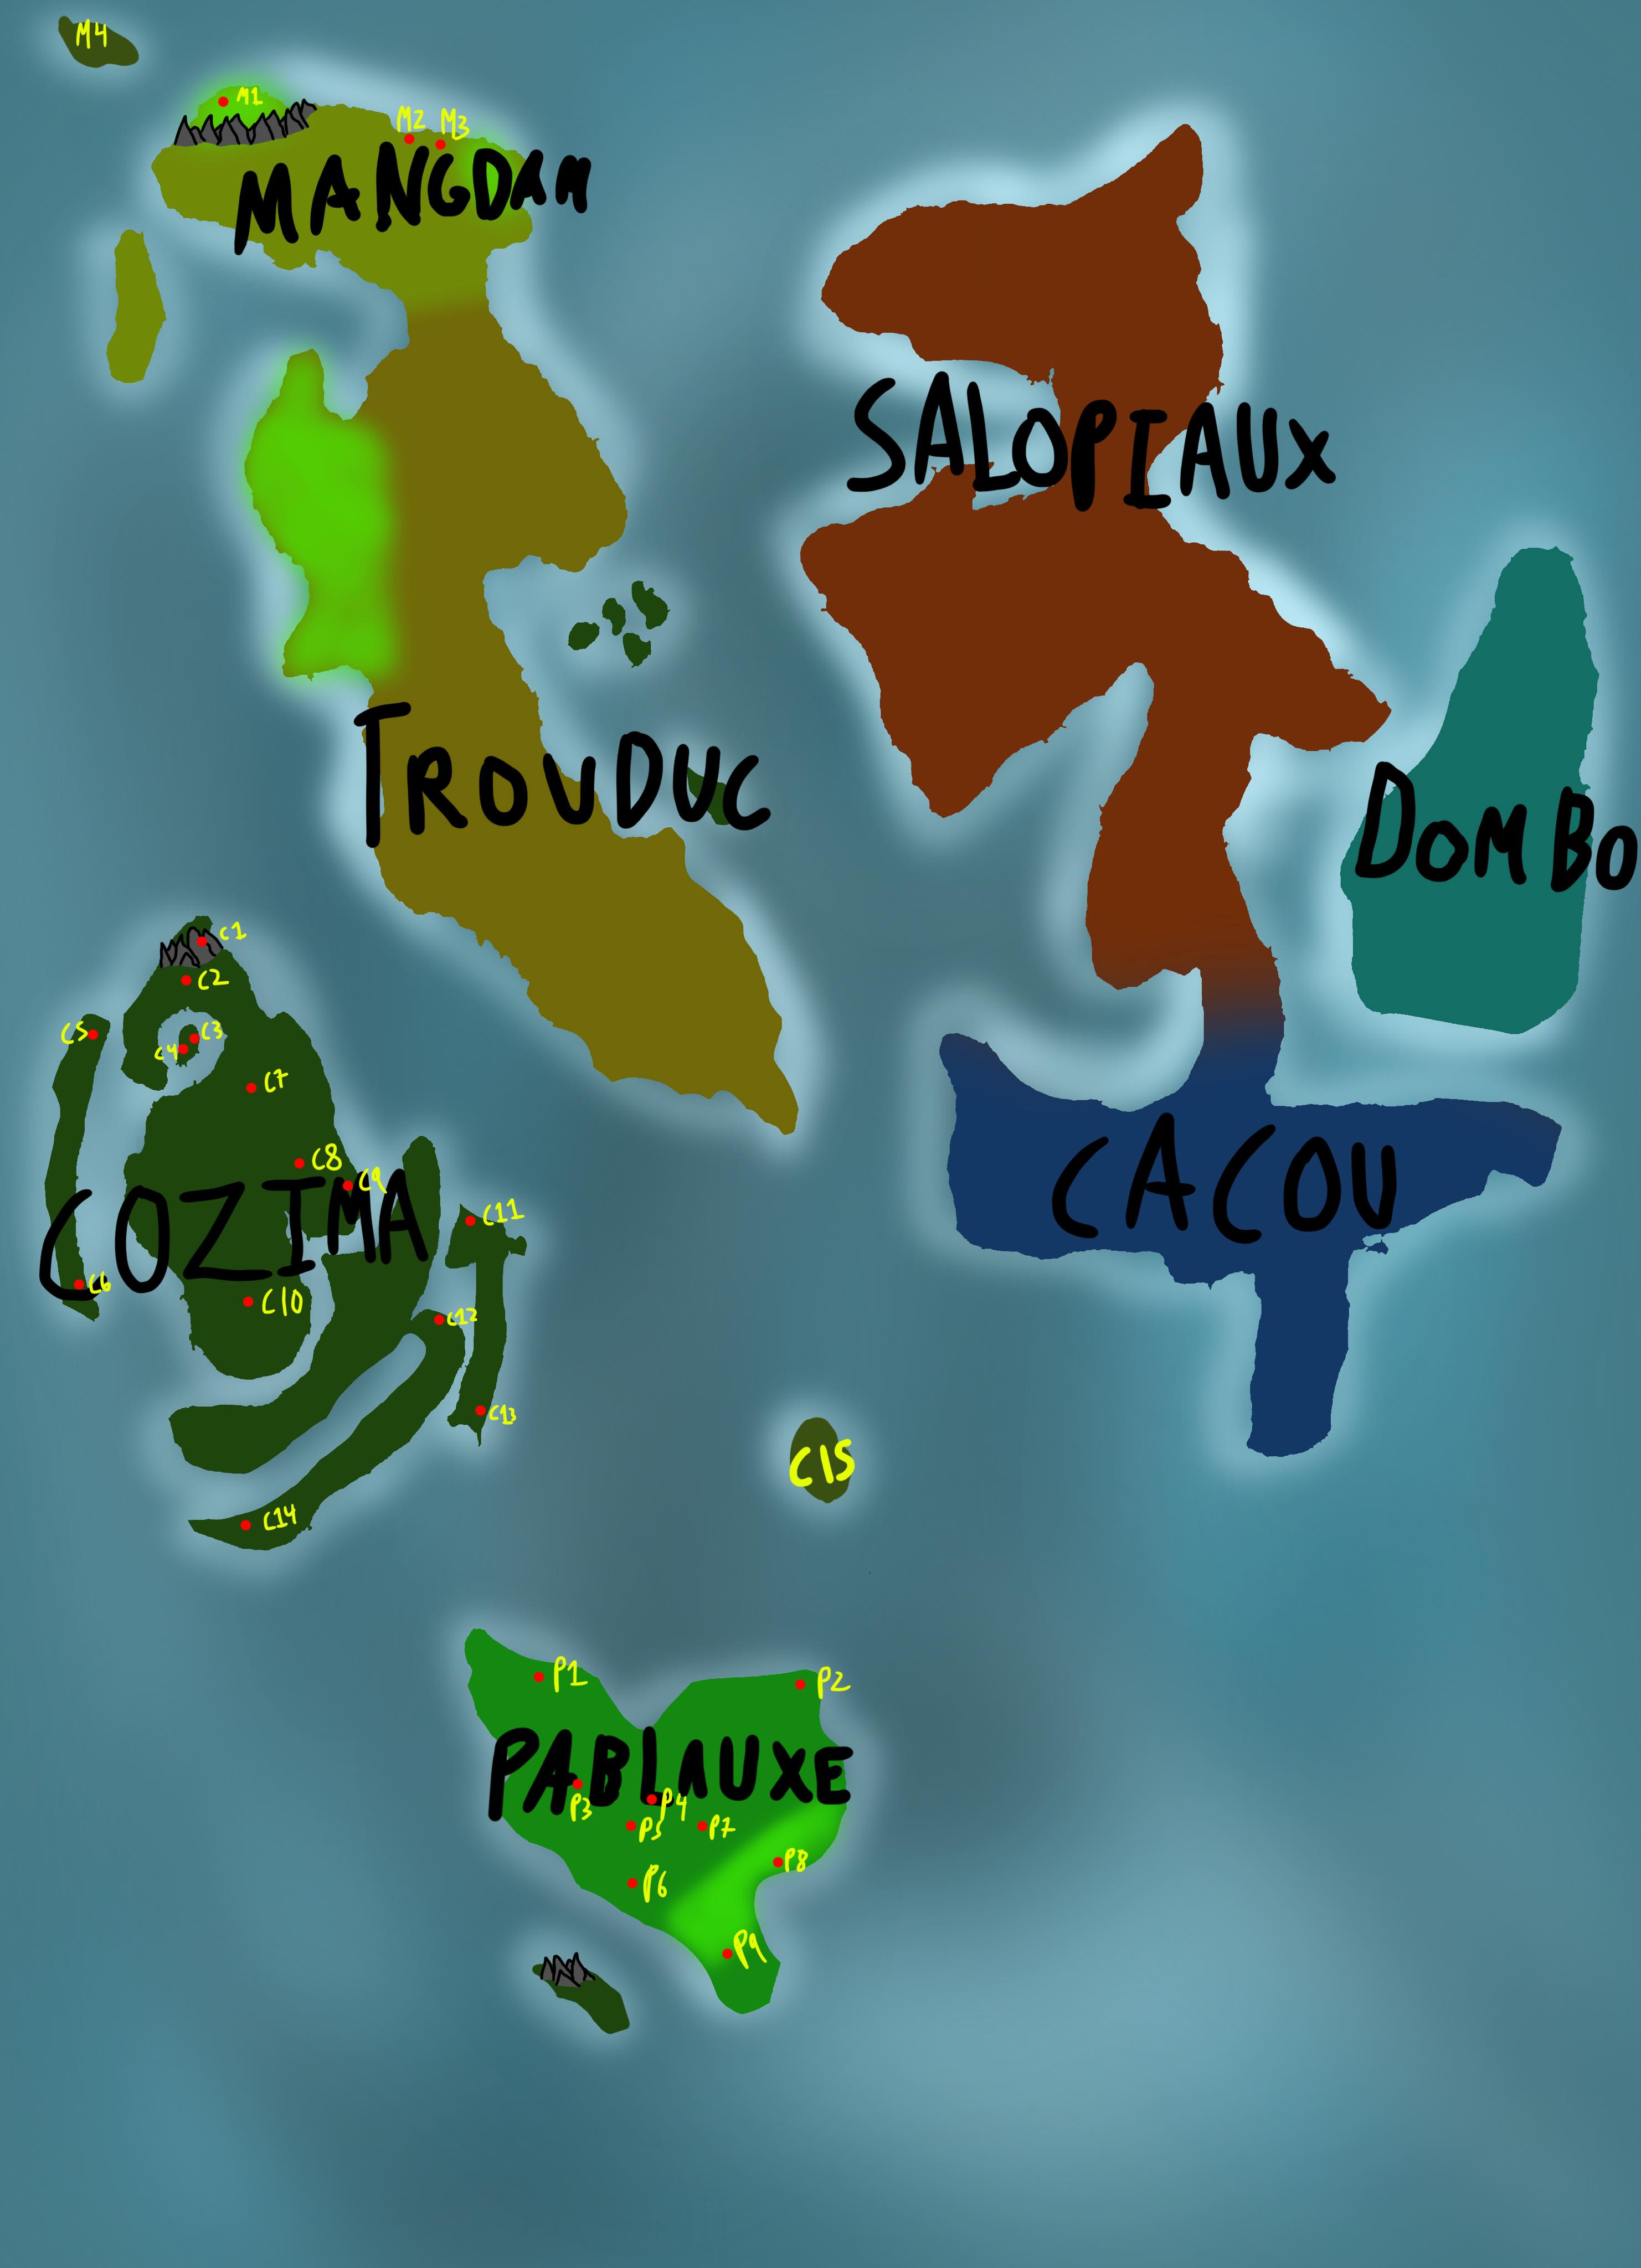 M4
M1
M2
M3
MANGDAM
SALOPIAUX
TROUDUC
DOMBO
C1
C2
C5
C3
C4
C7
C8
C9
COZIMA
CACOU
C11
C6
C10
C12
C13
C15
C14
P1
P2
PABLAUXE
P3
P4
P5
P7
P8
P6
P9